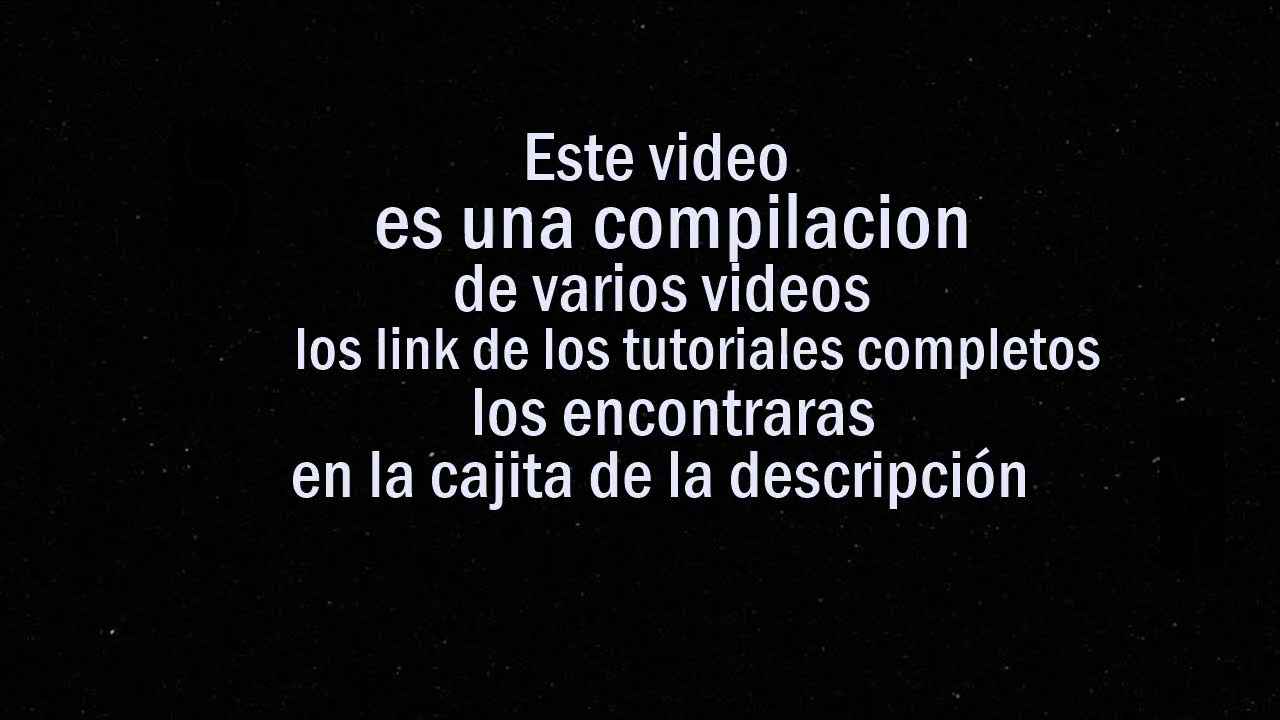 Este video
es una compilacion
de varios videos
los link de los tutoriales completos
los encontraras
en la cajita de la descripción